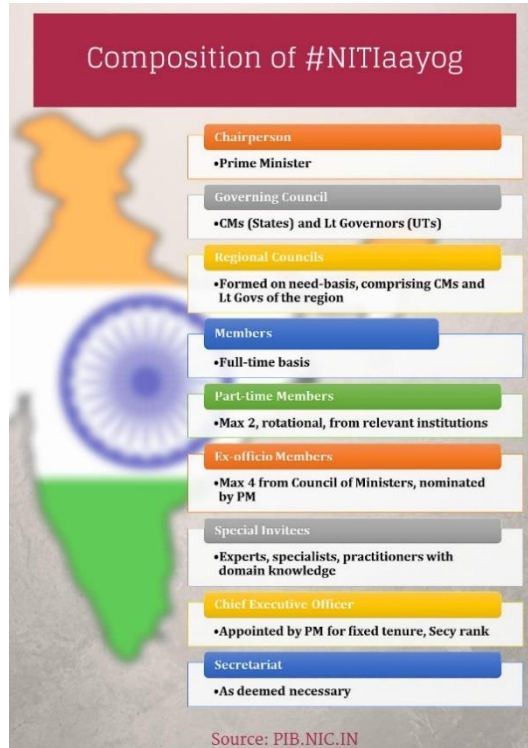 Composition of #NITIaayog
Chairperson
•Prime Minister
Governing Council
•CMs (States) and Lt Governors (UTs)
Regional Councils
•Formed on need-basis, comprising CMs and
Lt Govs of the region
Members
•Full-time basis
Part-time Members
•Max 2, rotational, from relevant institutions
Ex-officio Members
•Max 4 from Council of Ministers, nominated
by PM
Special Invitees
•Experts, specialists, practitioners with
domain knowledge
Chief Executive Officer
•Appointed by PM for fixed tenure, Secy rank
Secretariat
•As deemed necessary
Source: PIB.NIC.IN